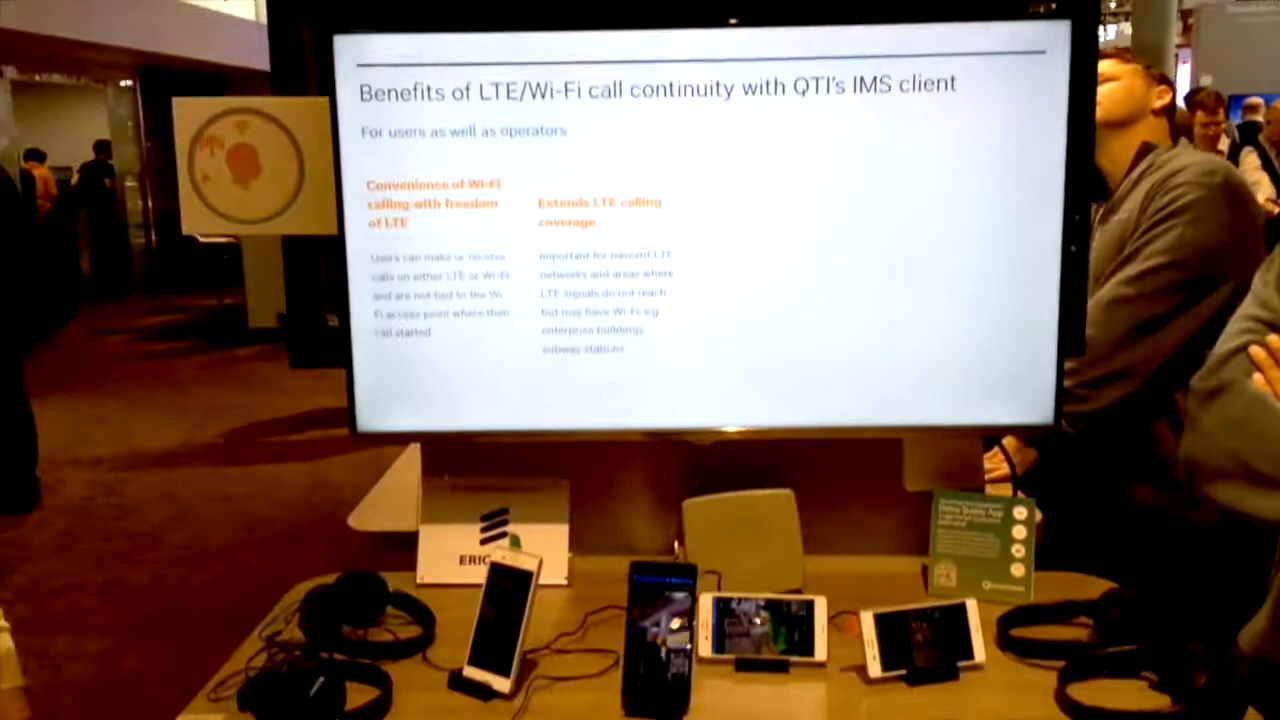 Benefits of LTE/Wi-Fi call continuity with QTI's IMS client
For users as well as operators
Convenience of Wi-Fi
calling with freedom
of LTE
Users can make or receive
calls on either LTE or Wi-Fi
and are not tied to the Wi-
Fi access point where their
call started
Extends LTE calling
coverage
Important for nascent LTE
networks and areas where
LTE signals do not reach
but may have Wi-Fi e.g.
enterprise buildings
subway stations
ERIC
Demo Buddy App